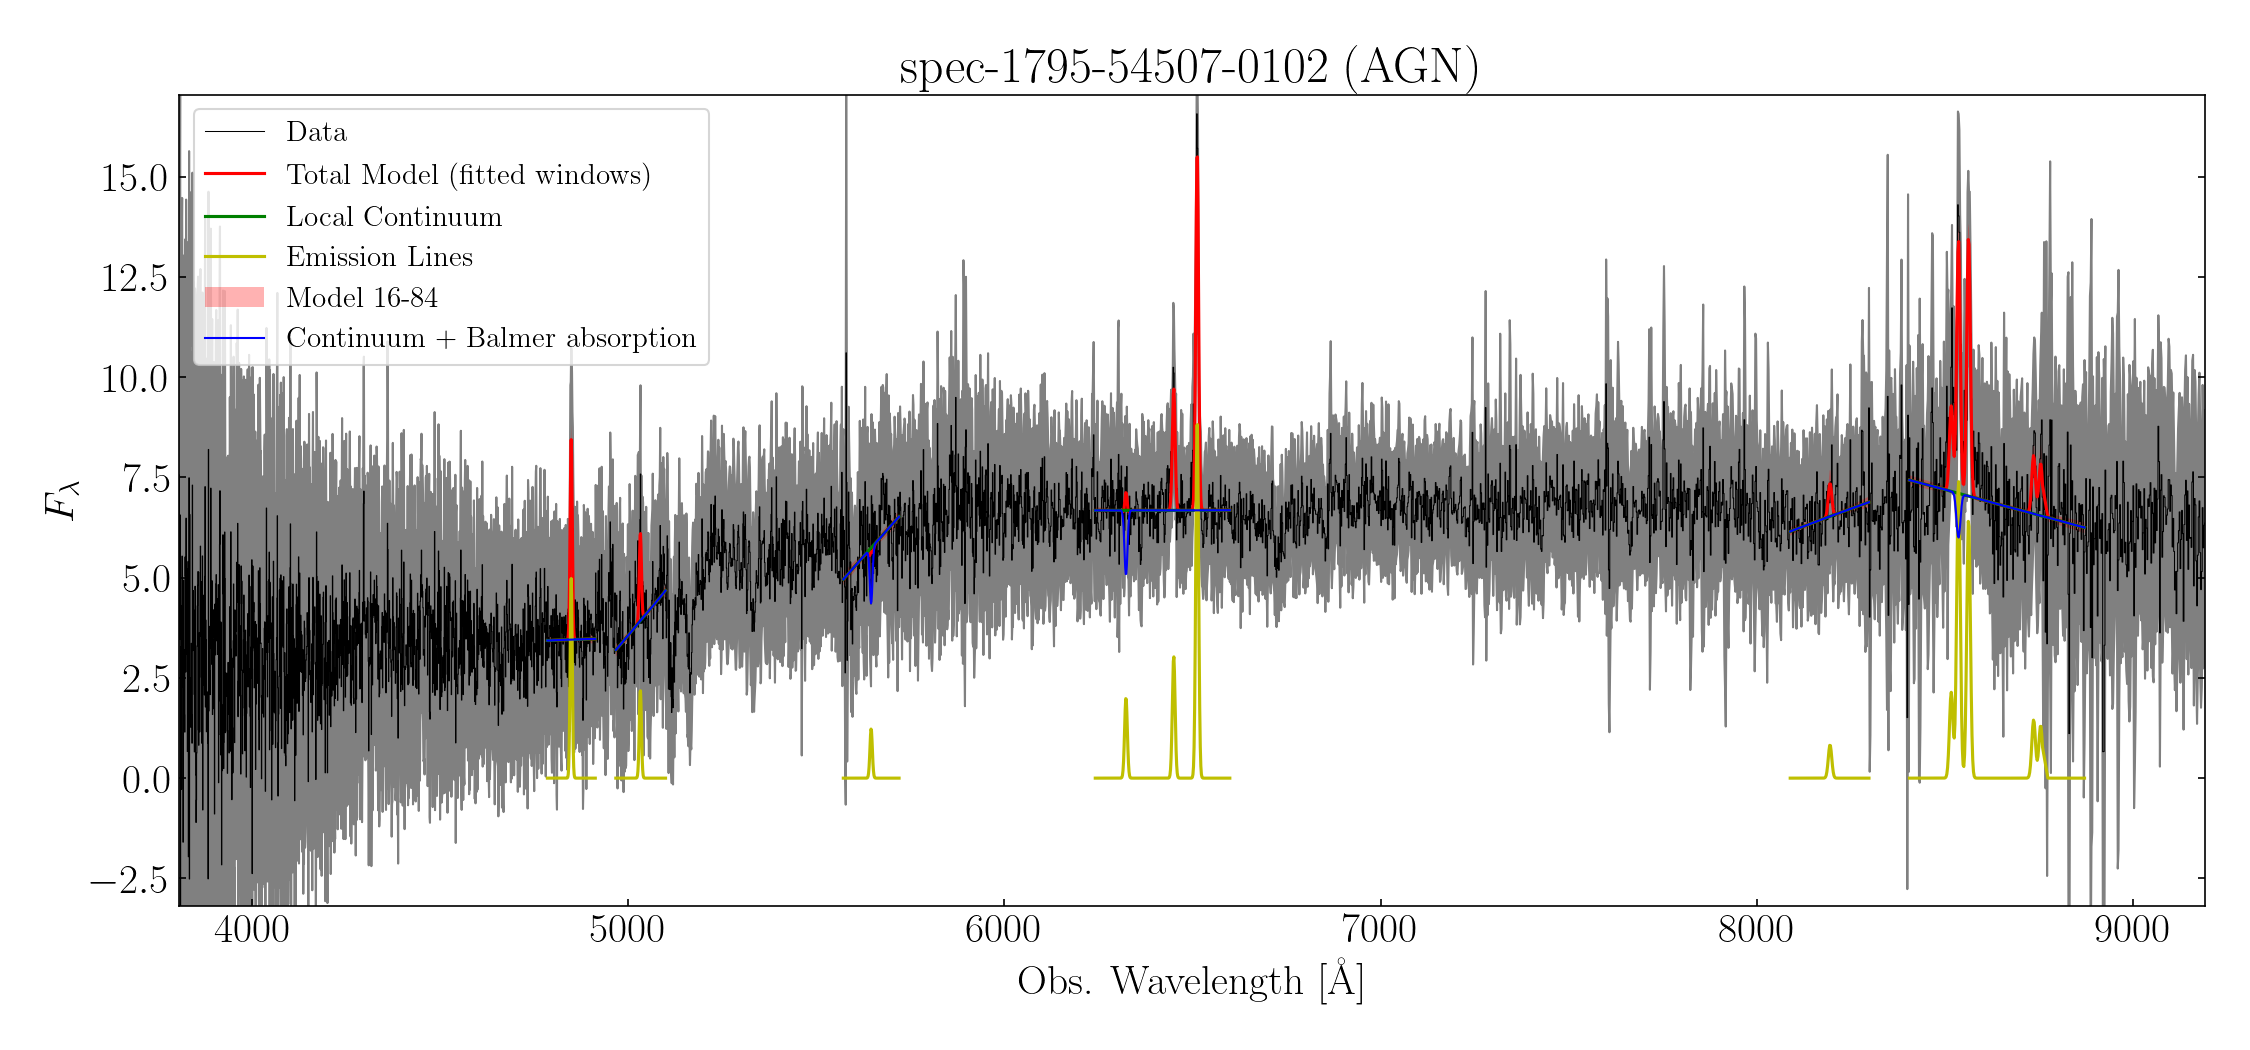 spec-1795-54507-0102 (AGN)
Data
Total Model (fitted windows)
Local Continuum
Emission Lines
Model 16-84
Continuum + Balmer absorption
15.0
12.5
10.0
7.5
5.0
2.5
0.0
−2.5
F_λ
4000 5000 6000 7000 8000 9000
Obs. Wavelength [Å]